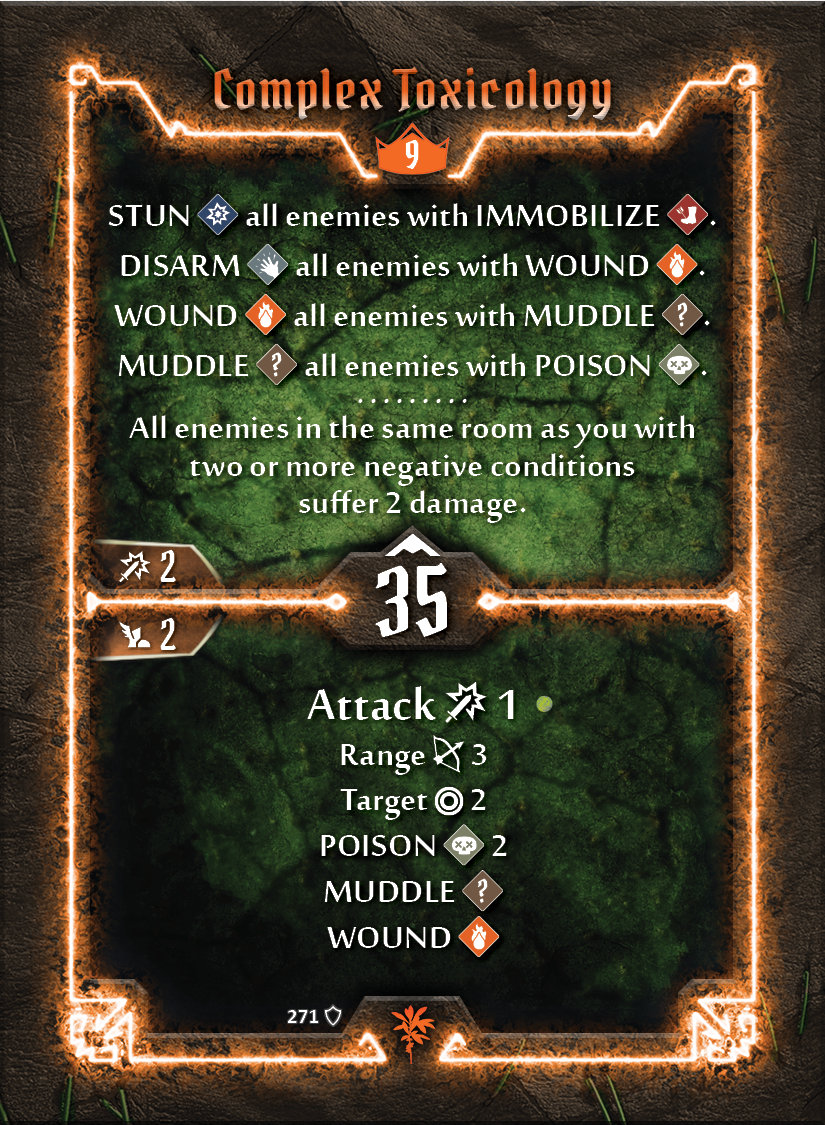 Complex Toxicology
9
STUN all enemies with IMMOBILIZE.
DISARM all enemies with WOUND.
WOUND all enemies with MUDDLE.
MUDDLE all enemies with POISON.
.........
All enemies in the same room as you with
two or more negative conditions
suffer 2 damage.
2
35
2
Attack 1
Range 3
Target 2
POISON 2
MUDDLE
WOUND
271